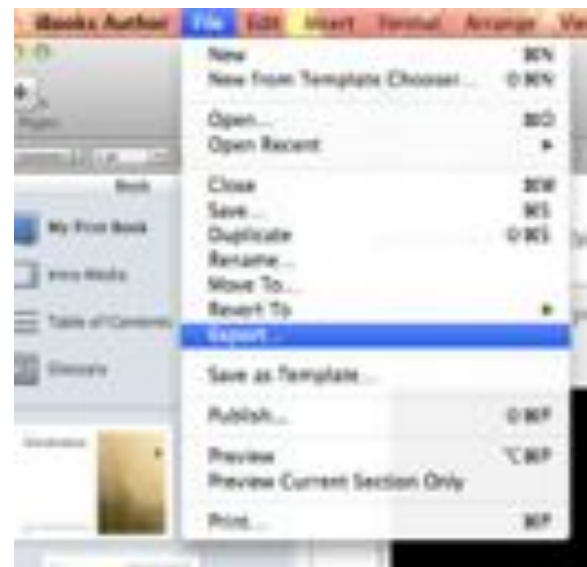 iBooks Author File Edit Insert Format Arrange
Pages
New ⌘N
New from Template Chooser... ⇧⌘N
Open... ⌘O
Open Recent ▸
Book
Close ⌘W
Save... ⌘S
My First Book
Duplicate ⇧⌘S
Rename...
Intro Media
Move To...
Revert To ▸
Table of Contents
Export...
Glossary
Save as Template...
Publish... ⇧⌘P
Preview ⌥⌘P
Preview Current Section Only
Print... ⌘P